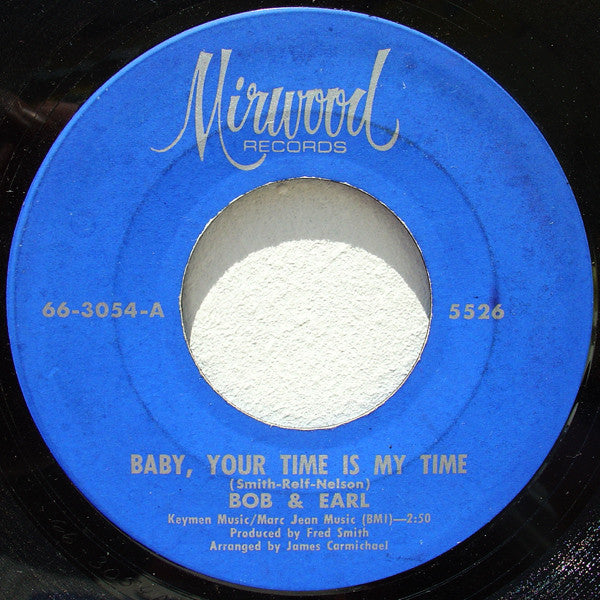 Mirwood
RECORDS
66-3054-A
5526
BABY, YOUR TIME IS MY TIME
(Smith-Relf-Nelson)
BOB & EARL
Keymen Music/Marc Jean Music (BMI)—2:50
Produced by Fred Smith
Arranged by James Carmichael